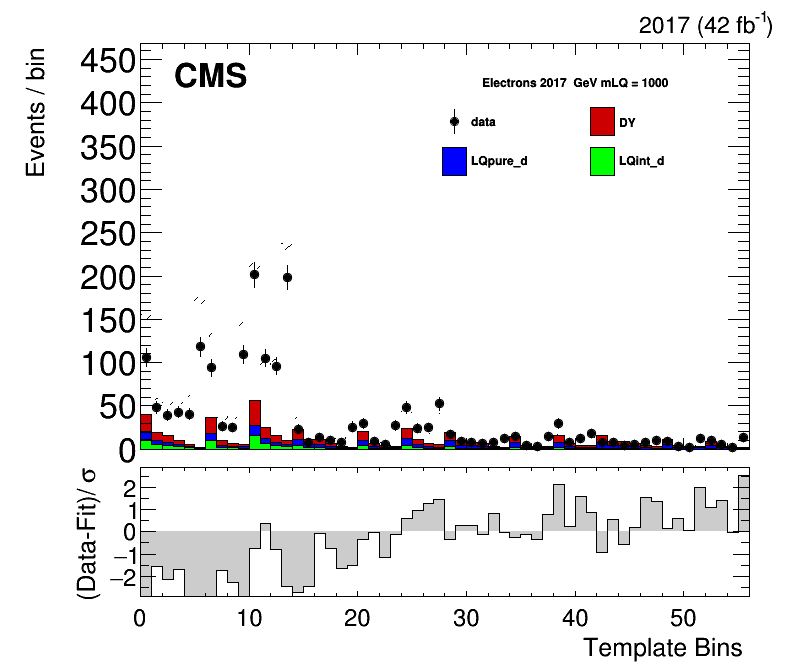 2017 (42 fb-1)
CMS
Electrons 2017 GeV mLQ = 1000
data
DY
LQpure_d
LQint_d
Events / bin
450
400
350
300
250
200
150
100
50
0
(Data-Fit)/ σ
2
1
0
−1
−2
0 10 20 30 40 50
Template Bins